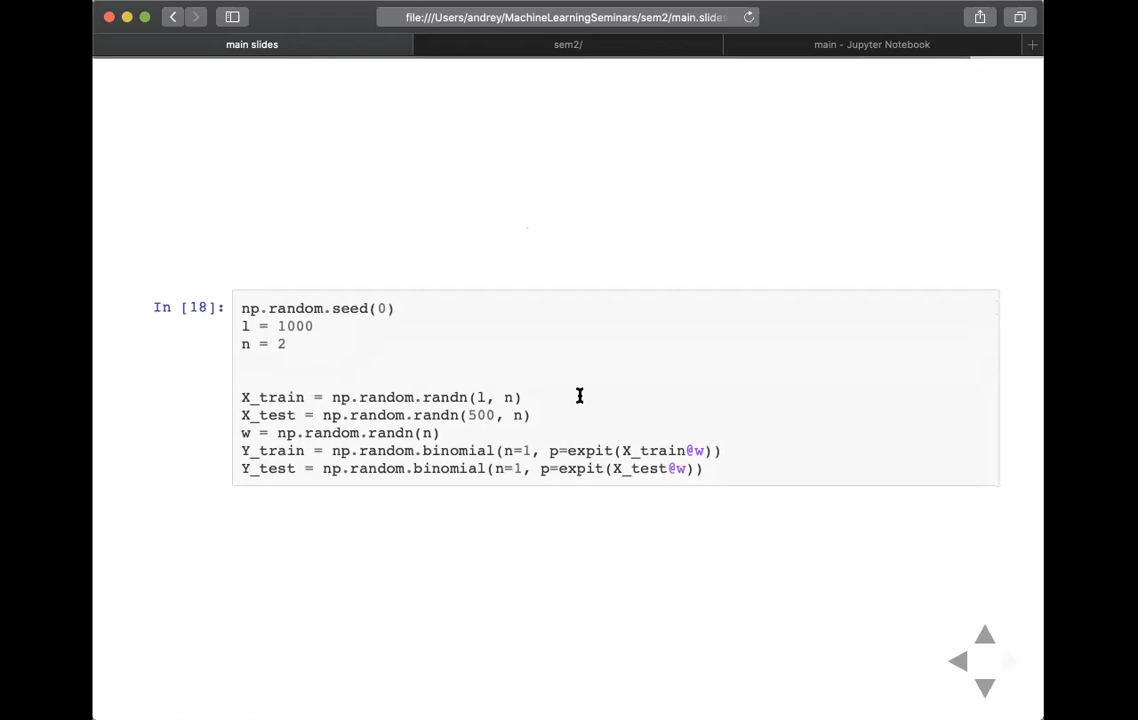 file:///Users/andrey/MachineLearningSeminars/sem2/main.slides
main slides
sem2/
main - Jupyter Notebook
In [18]:
np.random.seed(0)
l = 1000
n = 2
X_train = np.random.randn(l, n)
X_test = np.random.randn(500, n)
w = np.random.randn(n)
Y_train = np.random.binomial(n=1, p=expit(X_train@w))
Y_test = np.random.binomial(n=1, p=expit(X_test@w))